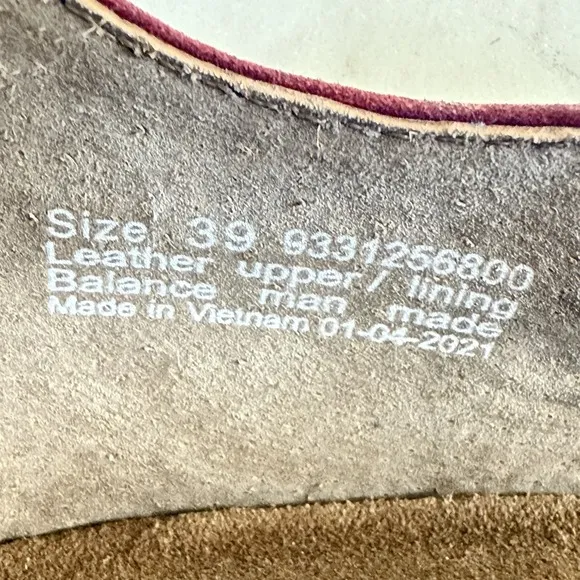 Size 39 9331256800
Leather upper/ lining
Balance man made
Made in Vietnam 01-04-2021